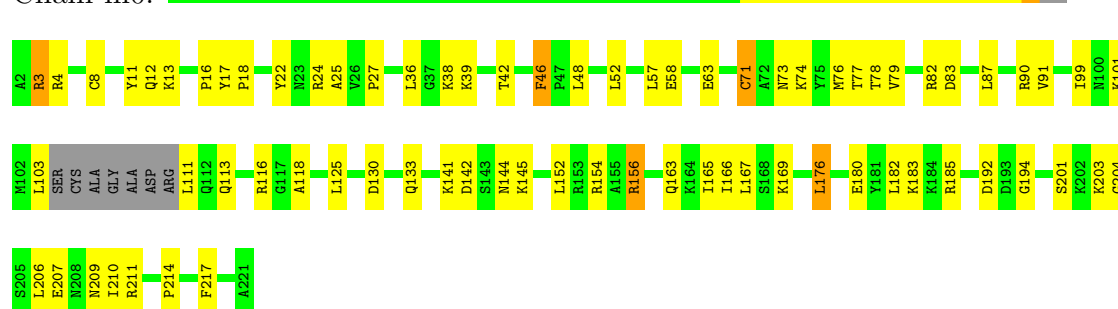 A2 R3 R4 C8 Y11 Q12 K13 P16 Y17 P18 Y22 N23 R24 A25 V26 P27 L36 G37 K38 K39 T42 F46 P47 L48 L52 L57 E58 E63 C71 A72 N73 K74 Y75 M76 T77 T78 V79 R82 D83 L87 R90 V91 I99 N100 K101
M102 L103 SER CYS ALA GLY ALA ASP ARG L111 Q112 Q113 R116 G117 A118 L125 D130 Q133 K141 D142 S143 N144 K145 L152 R153 R154 A155 R156 Q163 K164 I165 I166 L167 S168 K169 L176 E180 Y181 L182 K183 K184 R185 D192 D193 G194 S201 K202 K203
S205 L206 E207 N208 N209 I210 R211 P214 F217 A221